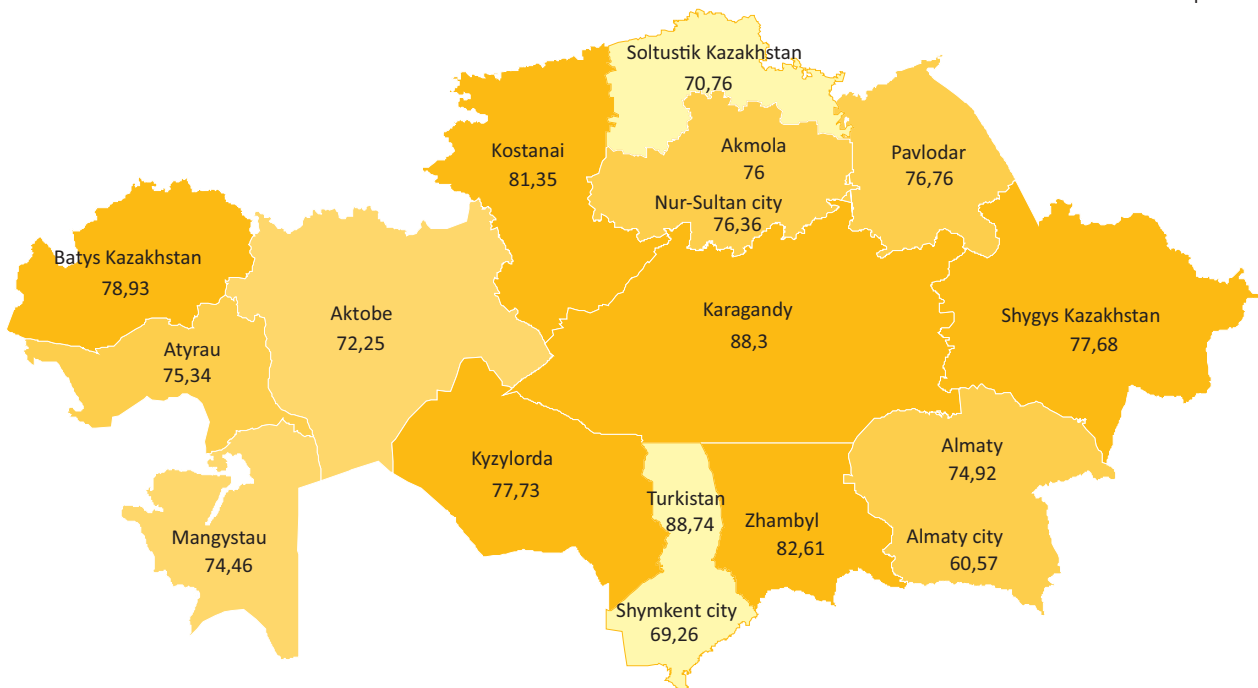 Soltustik Kazakhstan
70,76
Kostanai
81,35
Akmola
76
Nur-Sultan city
76,36
Pavlodar
76,76
Batys Kazakhstan
78,93
Aktobe
72,25
Atyrau
75,34
Karagandy
88,3
Shygys Kazakhstan
77,68
Mangystau
74,46
Kyzylorda
77,73
Turkistan
88,74
Zhambyl
82,61
Almaty
74,92
Almaty city
60,57
Shymkent city
69,26